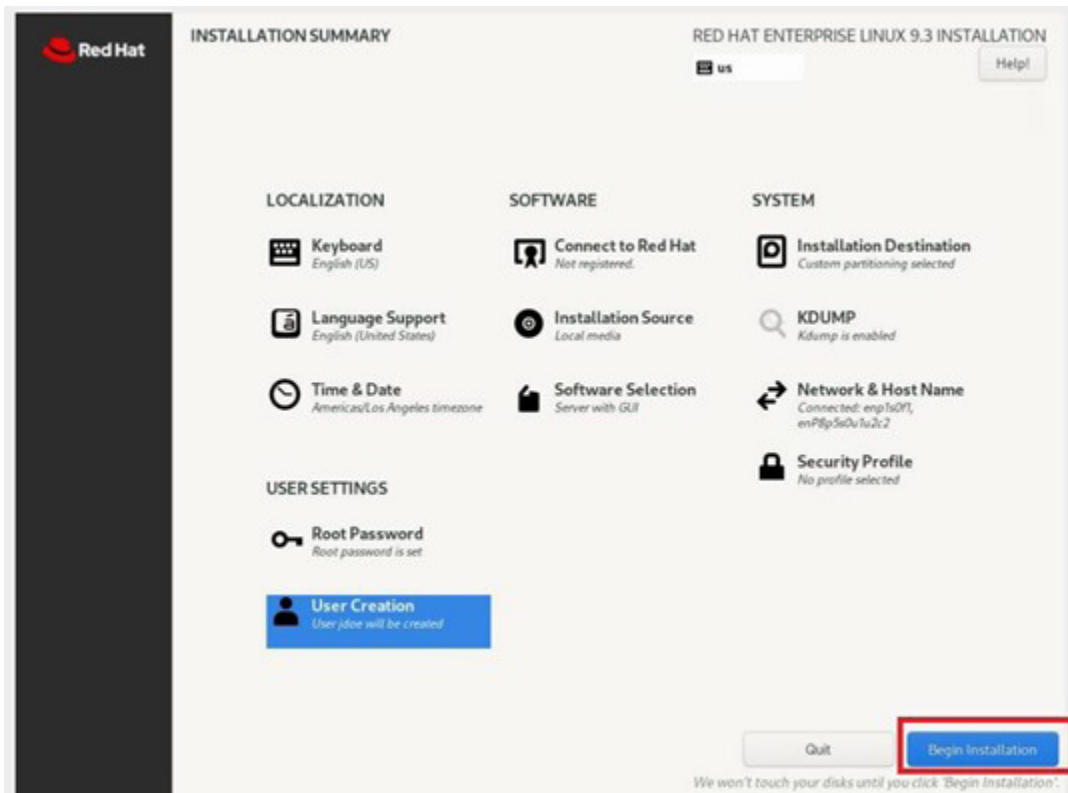 Red Hat
INSTALLATION SUMMARY
RED HAT ENTERPRISE LINUX 9.3 INSTALLATION
us
Help!
LOCALIZATION
Keyboard
English (US)
Language Support
English (United States)
Time & Date
Americas/Los Angeles timezone
SOFTWARE
Connect to Red Hat
Not registered.
Installation Source
Local media
Software Selection
Server with GUI
SYSTEM
Installation Destination
Custom partitioning selected
KDUMP
Kdump is enabled
Network & Host Name
Connected: enp1s0f1,
enP8p5s0u1u2c2
Security Profile
No profile selected
USER SETTINGS
Root Password
Root password is set
User Creation
User jdoe will be created
Quit
Begin Installation
We won't touch your disks until you click 'Begin Installation'.